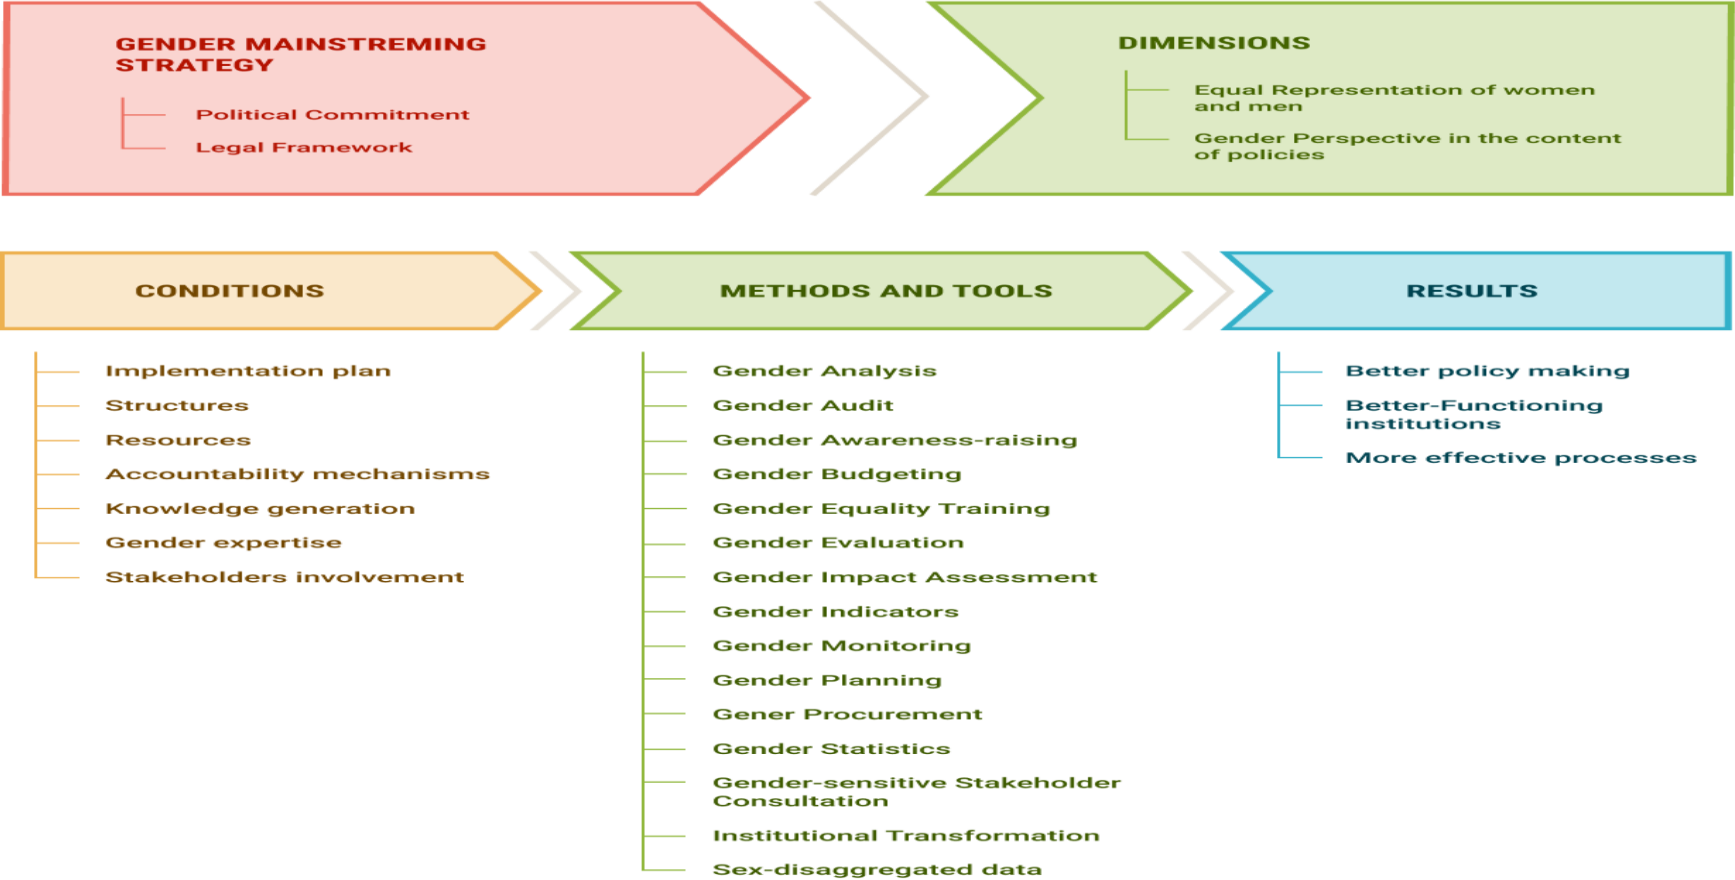 GENDER MAINSTREMING
STRATEGY
Political Commitment
Legal Framework
DIMENSIONS
Equal Representation of women
and men
Gender Perspective in the content
of policies
CONDITIONS
Implementation plan
Structures
Resources
Accountability mechanisms
Knowledge generation
Gender expertise
Stakeholders involvement
METHODS AND TOOLS
Gender Analysis
Gender Audit
Gender Awareness-raising
Gender Budgeting
Gender Equality Training
Gender Evaluation
Gender Impact Assessment
Gender Indicators
Gender Monitoring
Gender Planning
Gener Procurement
Gender Statistics
Gender-sensitive Stakeholder
Consultation
Institutional Transformation
Sex-disaggregated data
RESULTS
Better policy making
Better-Functioning
institutions
More effective processes